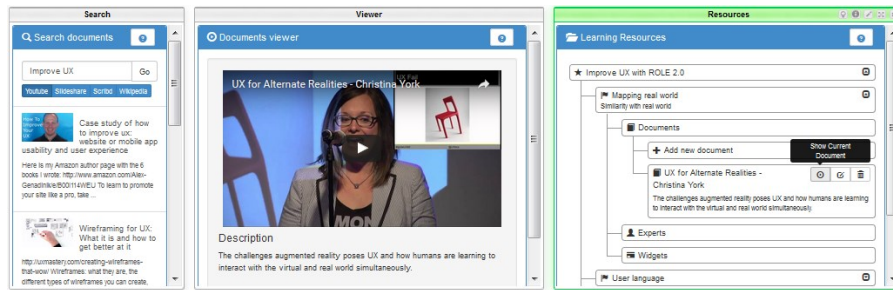 Search
Search documents
Improve UX
Go
Youtube Slideshare Scribd Wikipedia
Case study of how
to improve ux:
website or mobile app
usability and user experience
Here is my Amazon author page with the 6
books I wrote: http://www.amazon.com/Alex-
Genadinik/e/B00I114WEU To learn to promote
your site like a pro, take ...
Wireframing for UX:
What it is and how to
get better at it
http://uxmastery.com/creating-wireframes-
that-wow/ Wireframes: what they are, the
different types of wireframes you can create,
Viewer
Documents viewer
UX for Alternate Realities - Christina York
UX Fail
MON
Description
The challenges augmented reality poses UX and how humans are learning to
interact with the virtual and real world simultaneously.
Resources
Learning Resources
Improve UX with ROLE 2.0
Mapping real world
Similarity with real world
Documents
Add new document
Show Current
Document
UX for Alternate Realities -
Christina York
The challenges augmented reality poses UX and how humans are learning
to interact with the virtual and real world simultaneously.
Experts
Widgets
User language